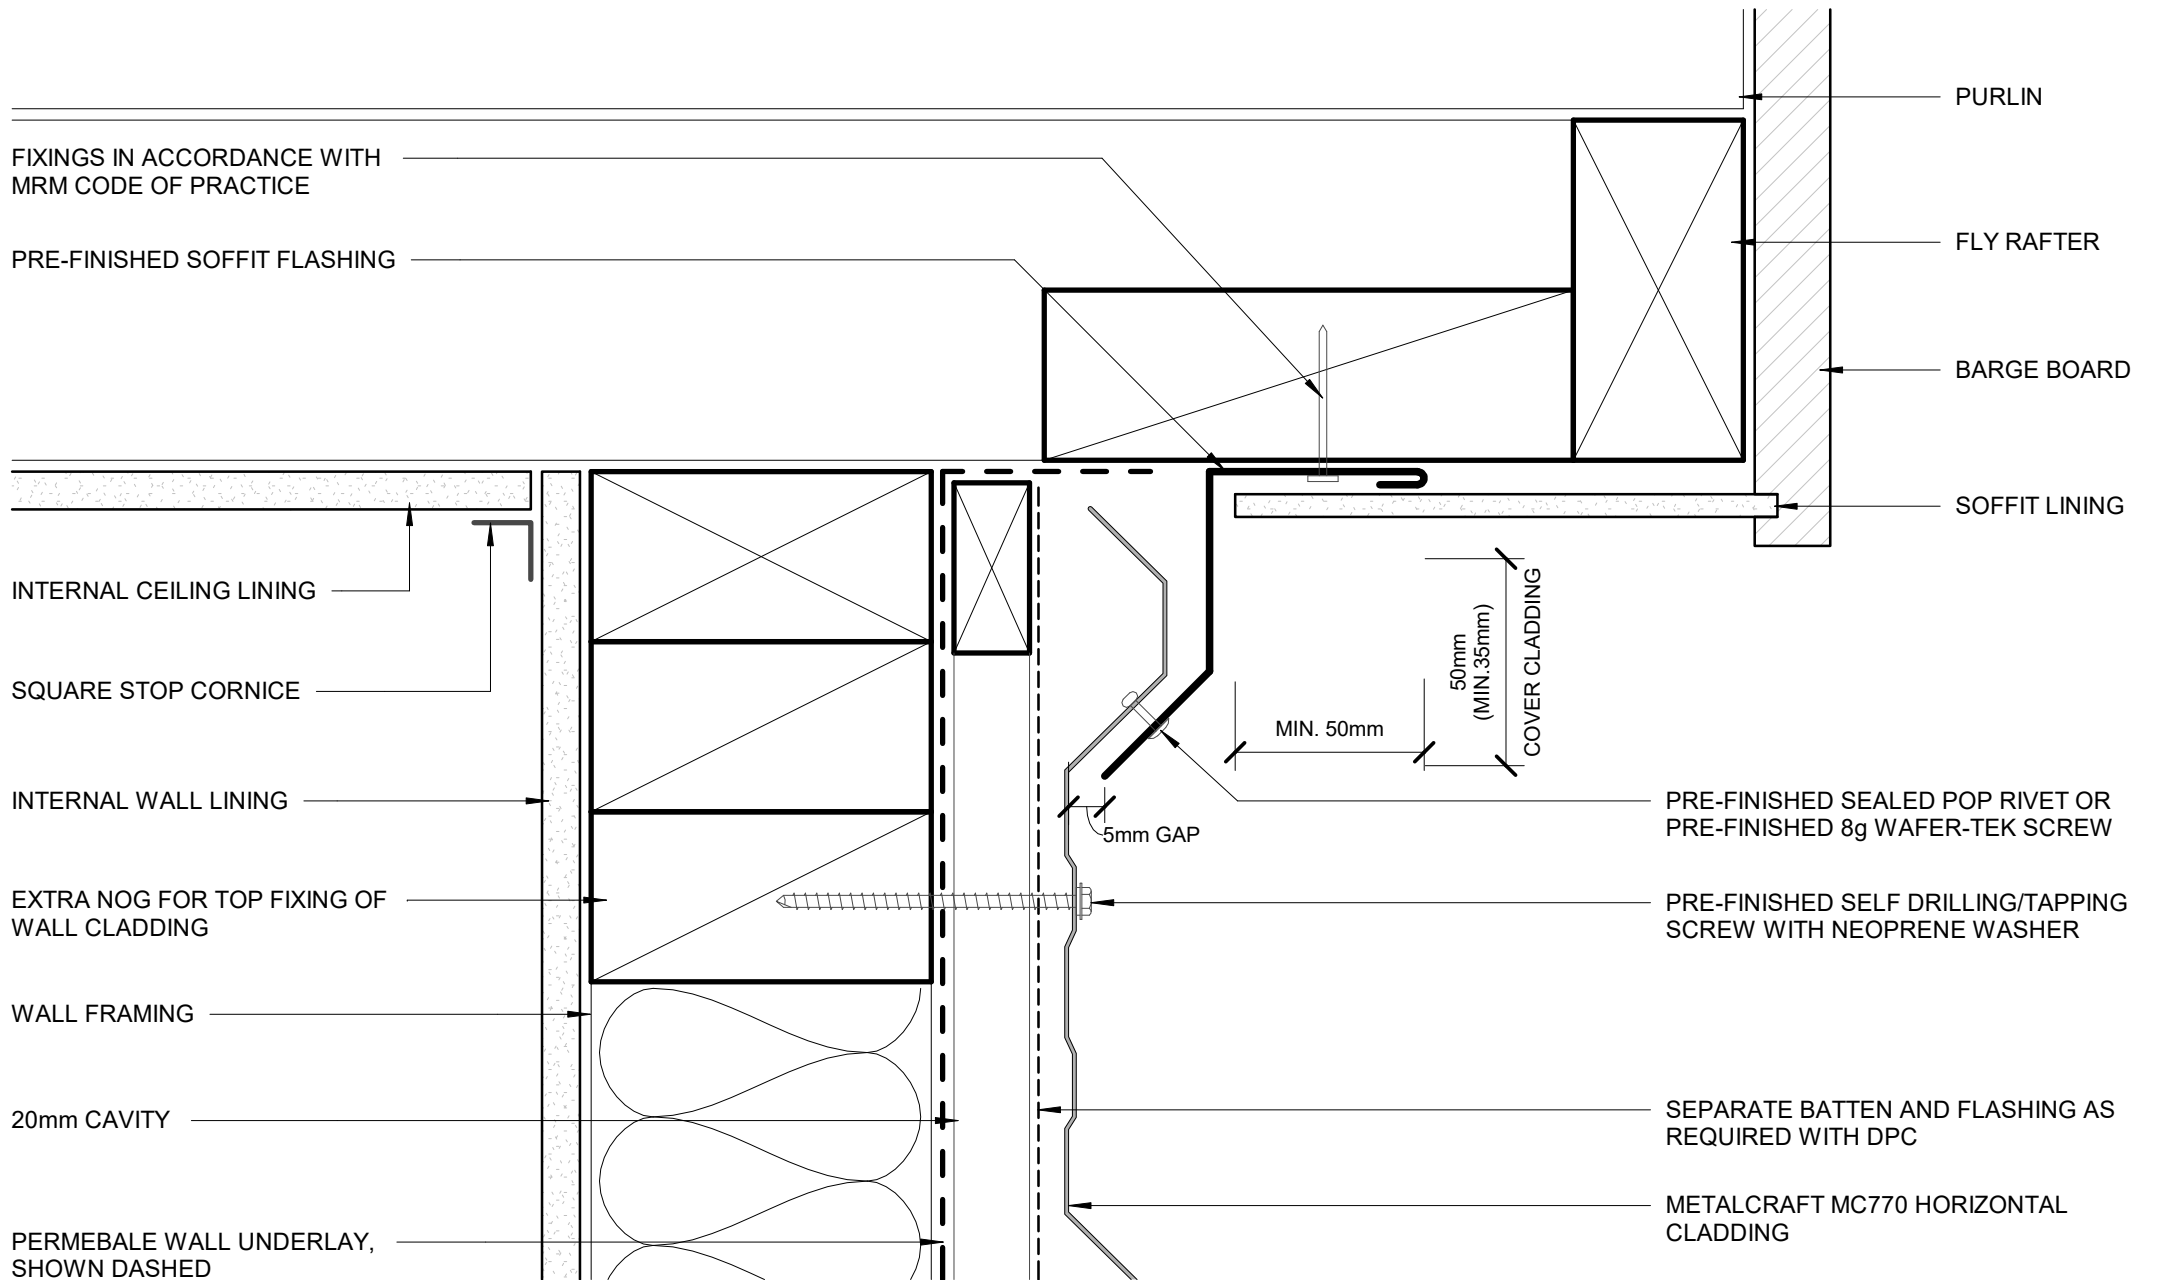 PURLIN
FIXINGS IN ACCORDANCE WITH
MRM CODE OF PRACTICE
FLY RAFTER
PRE-FINISHED SOFFIT FLASHING
BARGE BOARD
SOFFIT LINING
INTERNAL CEILING LINING
50mm
(MIN.35mm)
COVER CLADDING
SQUARE STOP CORNICE
MIN. 50mm
INTERNAL WALL LINING
PRE-FINISHED SEALED POP RIVET OR
PRE-FINISHED 8g WAFER-TEK SCREW
5mm GAP
EXTRA NOG FOR TOP FIXING OF
WALL CLADDING
PRE-FINISHED SELF DRILLING/TAPPING
SCREW WITH NEOPRENE WASHER
WALL FRAMING
20mm CAVITY
SEPARATE BATTEN AND FLASHING AS
REQUIRED WITH DPC
METALCRAFT MC770 HORIZONTAL
CLADDING
PERMEBALE WALL UNDERLAY,
SHOWN DASHED